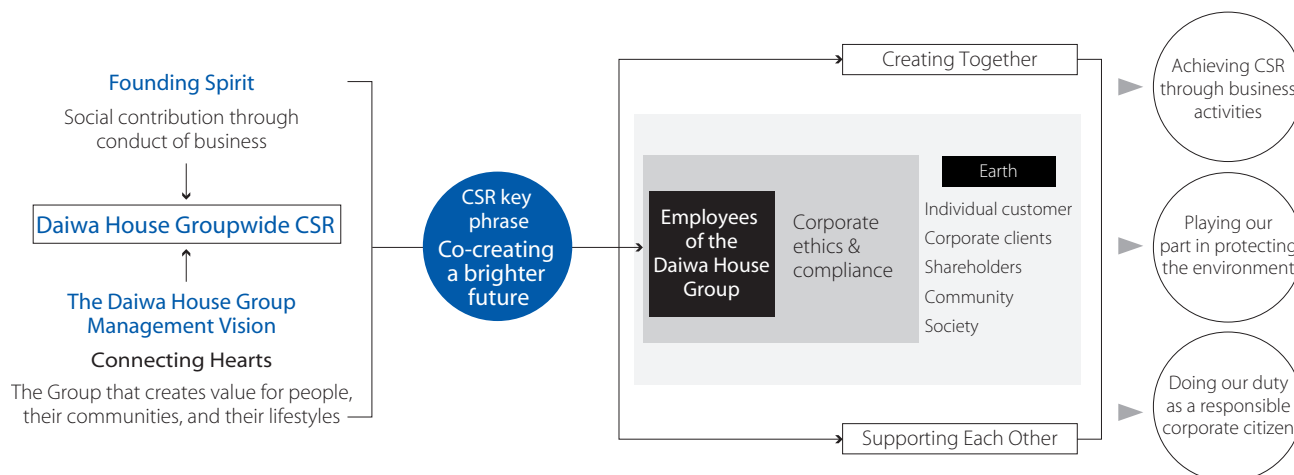 Founding Spirit
Social contribution through
conduct of business
Daiwa House Groupwide CSR
The Daiwa House Group
Management Vision
Connecting Hearts
The Group that creates value for people,
their communities, and their lifestyles
CSR key
phrase
Co-creating
a brighter
future
Creating Together
Employees
of the
Daiwa House
Group
Corporate
ethics &
compliance
Earth
Individual customer
Corporate clients
Shareholders
Community
Society
Supporting Each Other
Achieving CSR
through business
activities
Playing our
part in protecting
the environment
Doing our duty
as a responsible
corporate citizen